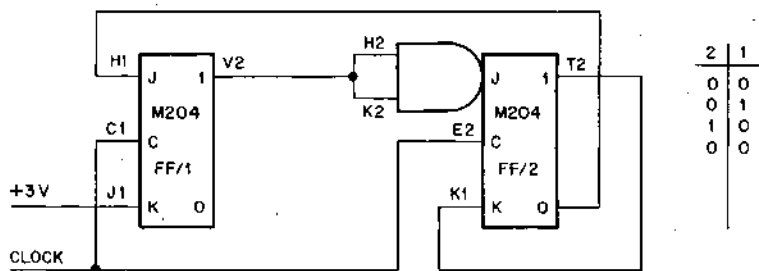 H1 V2 H2 T2 2 1
J 1 J 1 0 0
M204 K2 M204 0 1
C1 E2 1 0
C C 0 0
FF/1 FF/2
+3V J1 K 0 K1 K 0
CLOCK